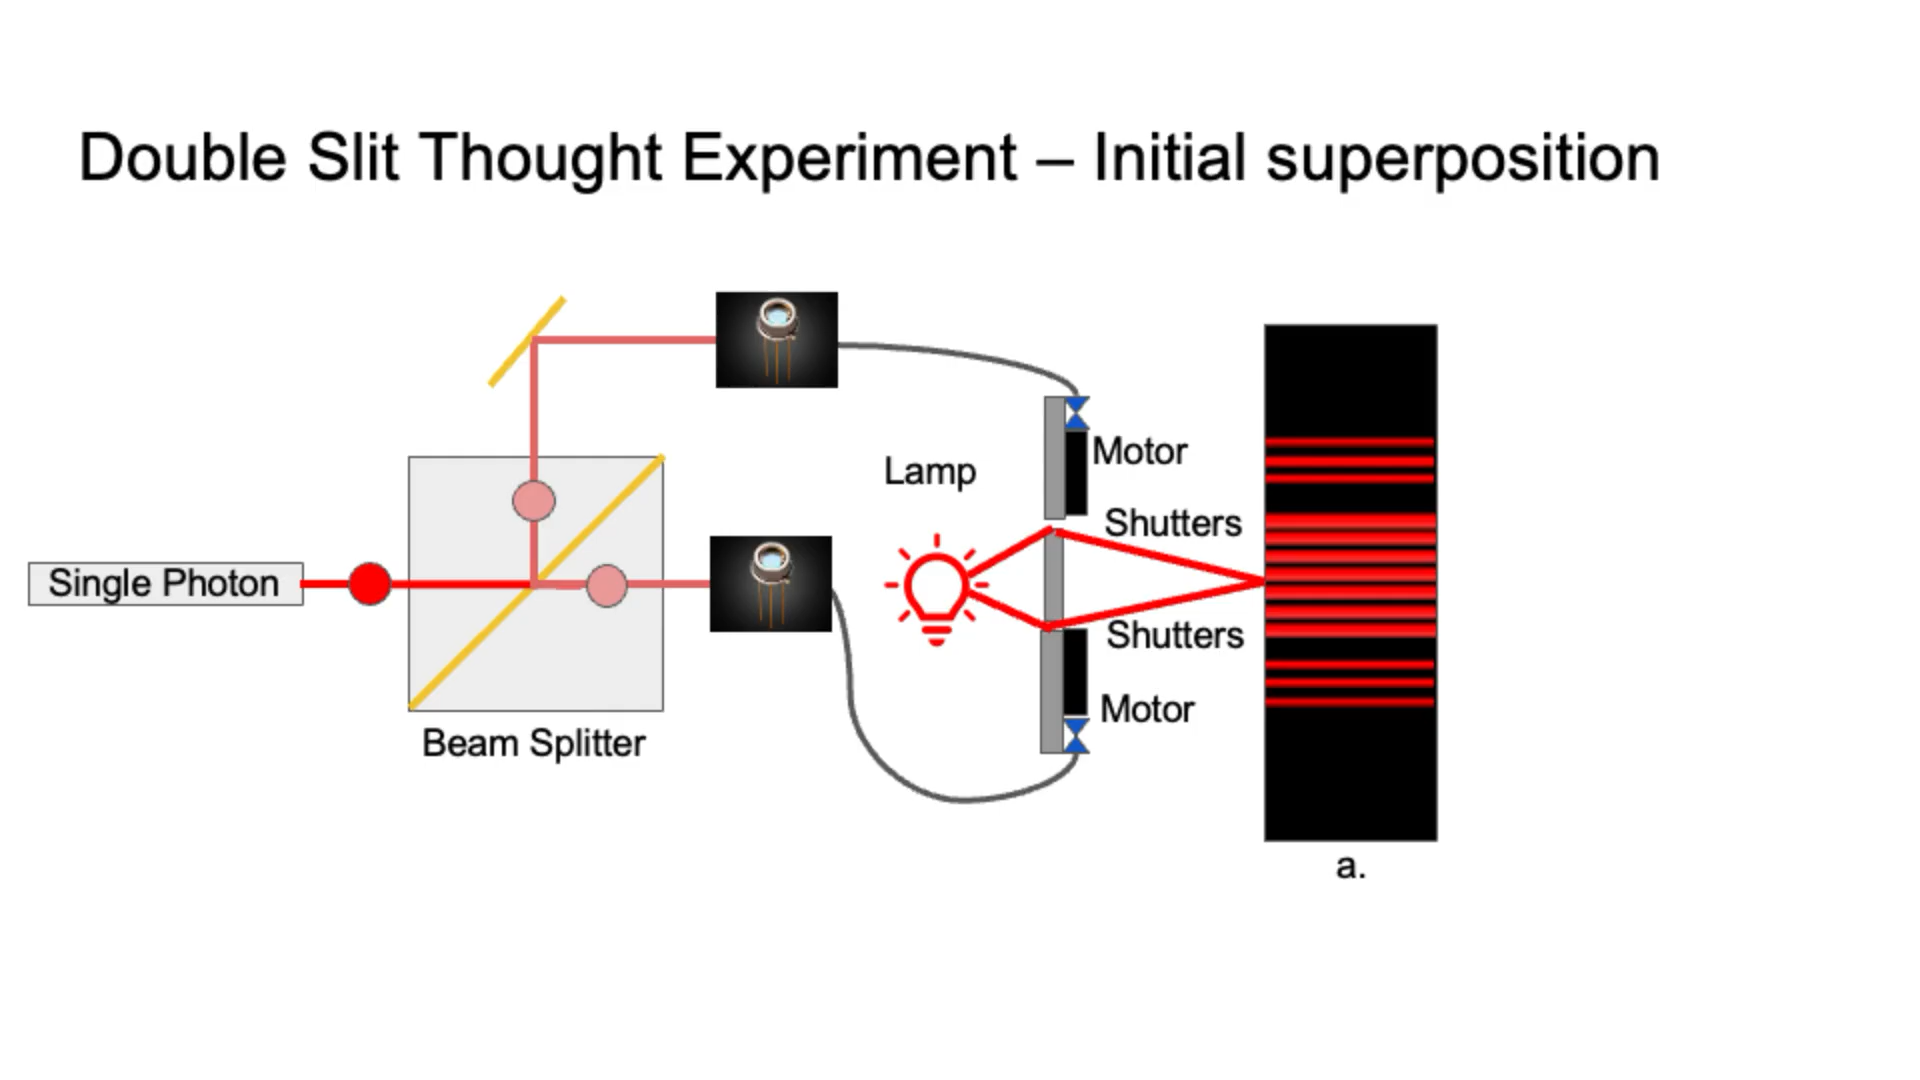 Double Slit Thought Experiment – Initial superposition
Motor
Lamp
Shutters
Single Photon
Shutters
Motor
Beam Splitter
a.